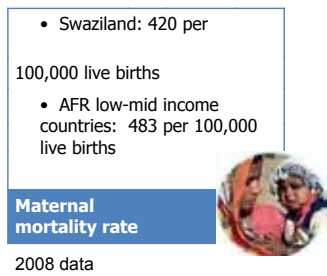 • Swaziland: 420 per
100,000 live births
• AFR low-mid income
countries: 483 per 100,000
live births
Maternal
mortality rate
2008 data